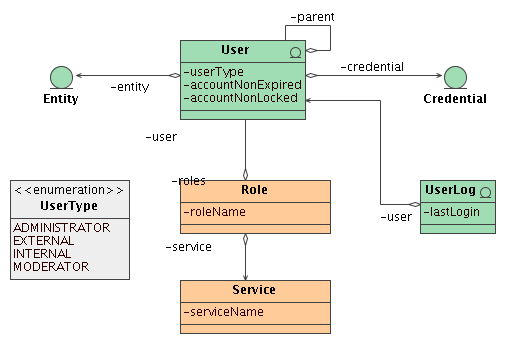 -parent
User
-userType
-accountNonExpired
-accountNonLocked
-entity
Entity
-credential
Credential
-user
-roles
Role
-roleName
UserLog
-lastLogin
-user
<<enumeration>>
UserType
ADMINISTRATOR
EXTERNAL
INTERNAL
MODERATOR
-service
Service
-serviceName